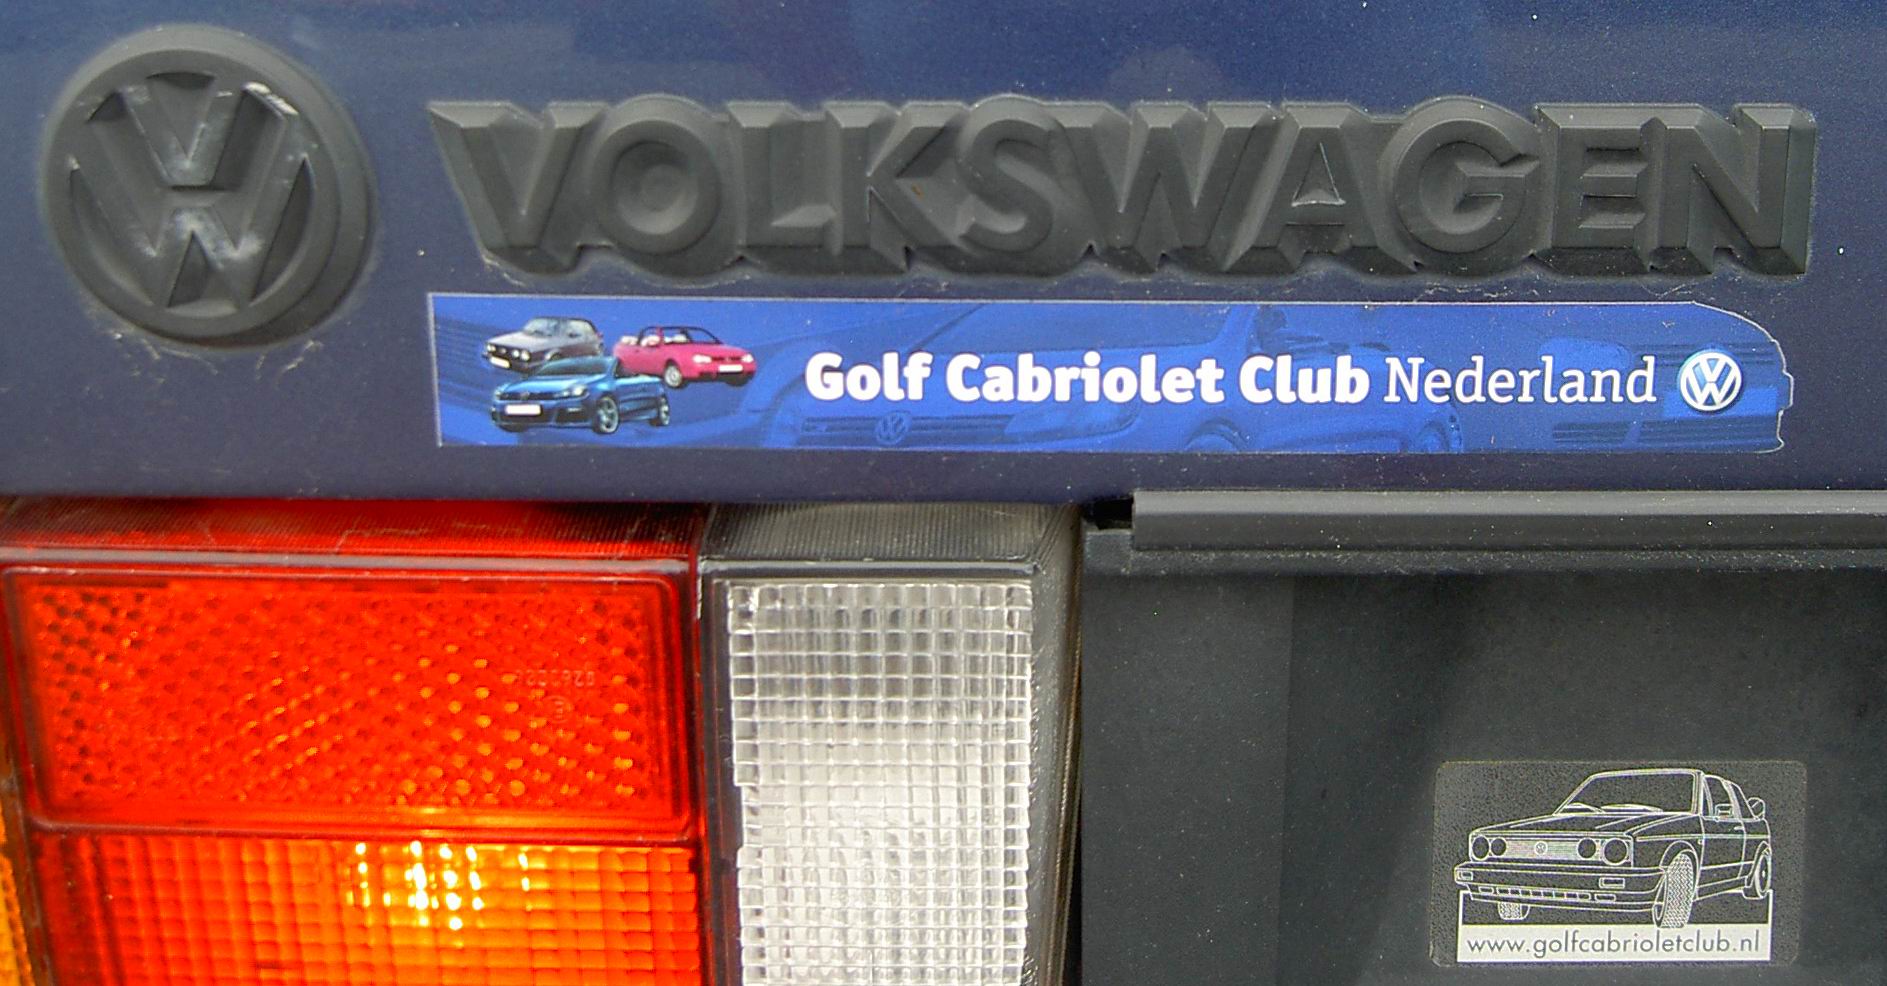 VOLKSWAGEN
Golf Cabriolet Club Nederland
www.golfcabrioletclub.nl